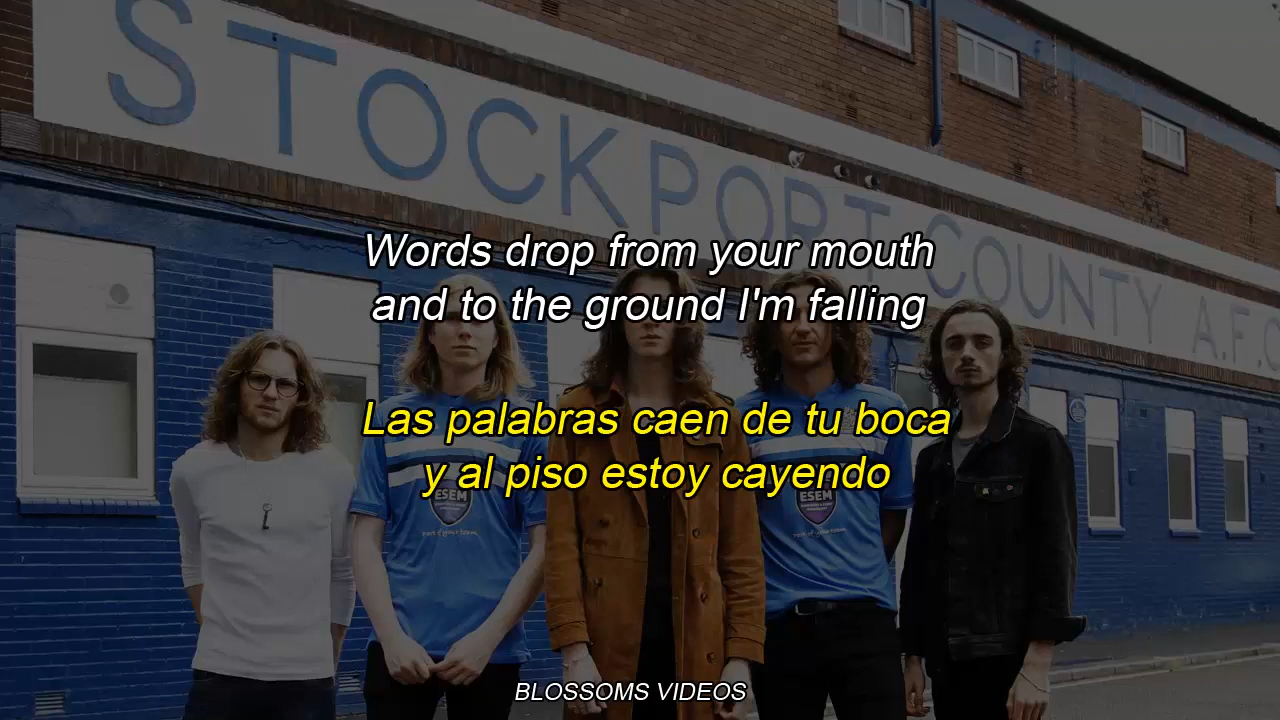 STOCKPORT COUNTY A.F.C
Words drop from your mouth
and to the ground I'm falling
Las palabras caen de tu boca
y al piso estoy cayendo
ESEM
ESEM
BLOSSOMS VIDEOS